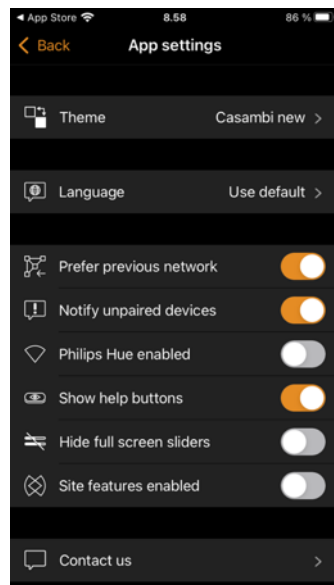 App Store 8.58 86 %
Back App settings
Theme Casambi new
Language Use default
Prefer previous network
Notify unpaired devices
Philips Hue enabled
Show help buttons
Hide full screen sliders
Site features enabled
Contact us